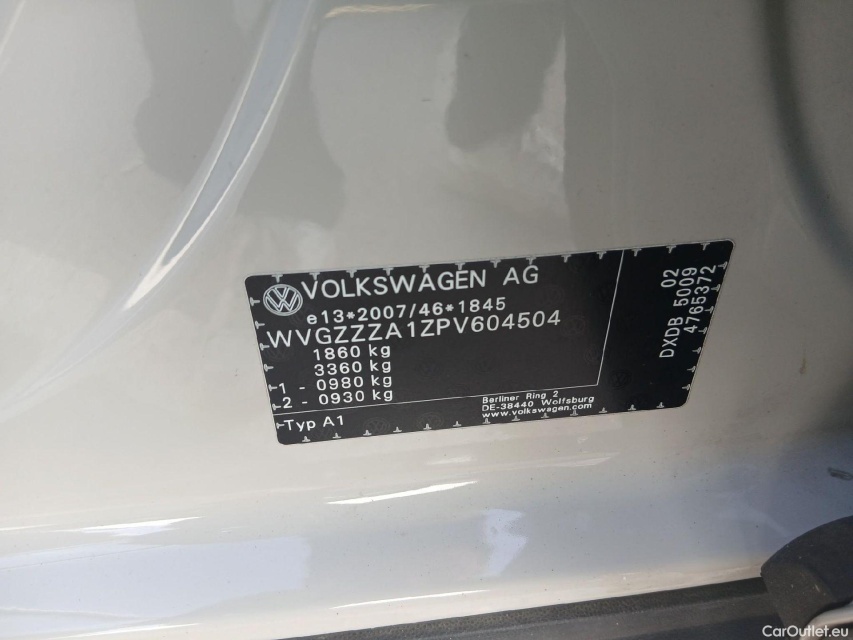 VOLKSWAGEN AG
e13*2007/46*1845
WVGZZZA1ZPV604504
1860 kg
3360 kg
1 - 0980 kg
2 - 0930 kg
Typ A1
Berliner Ring 2
DE-38440 Wolfsburg
www.volkswagen.com
02
DXDB 5009
4765372
CarOutlet.eu